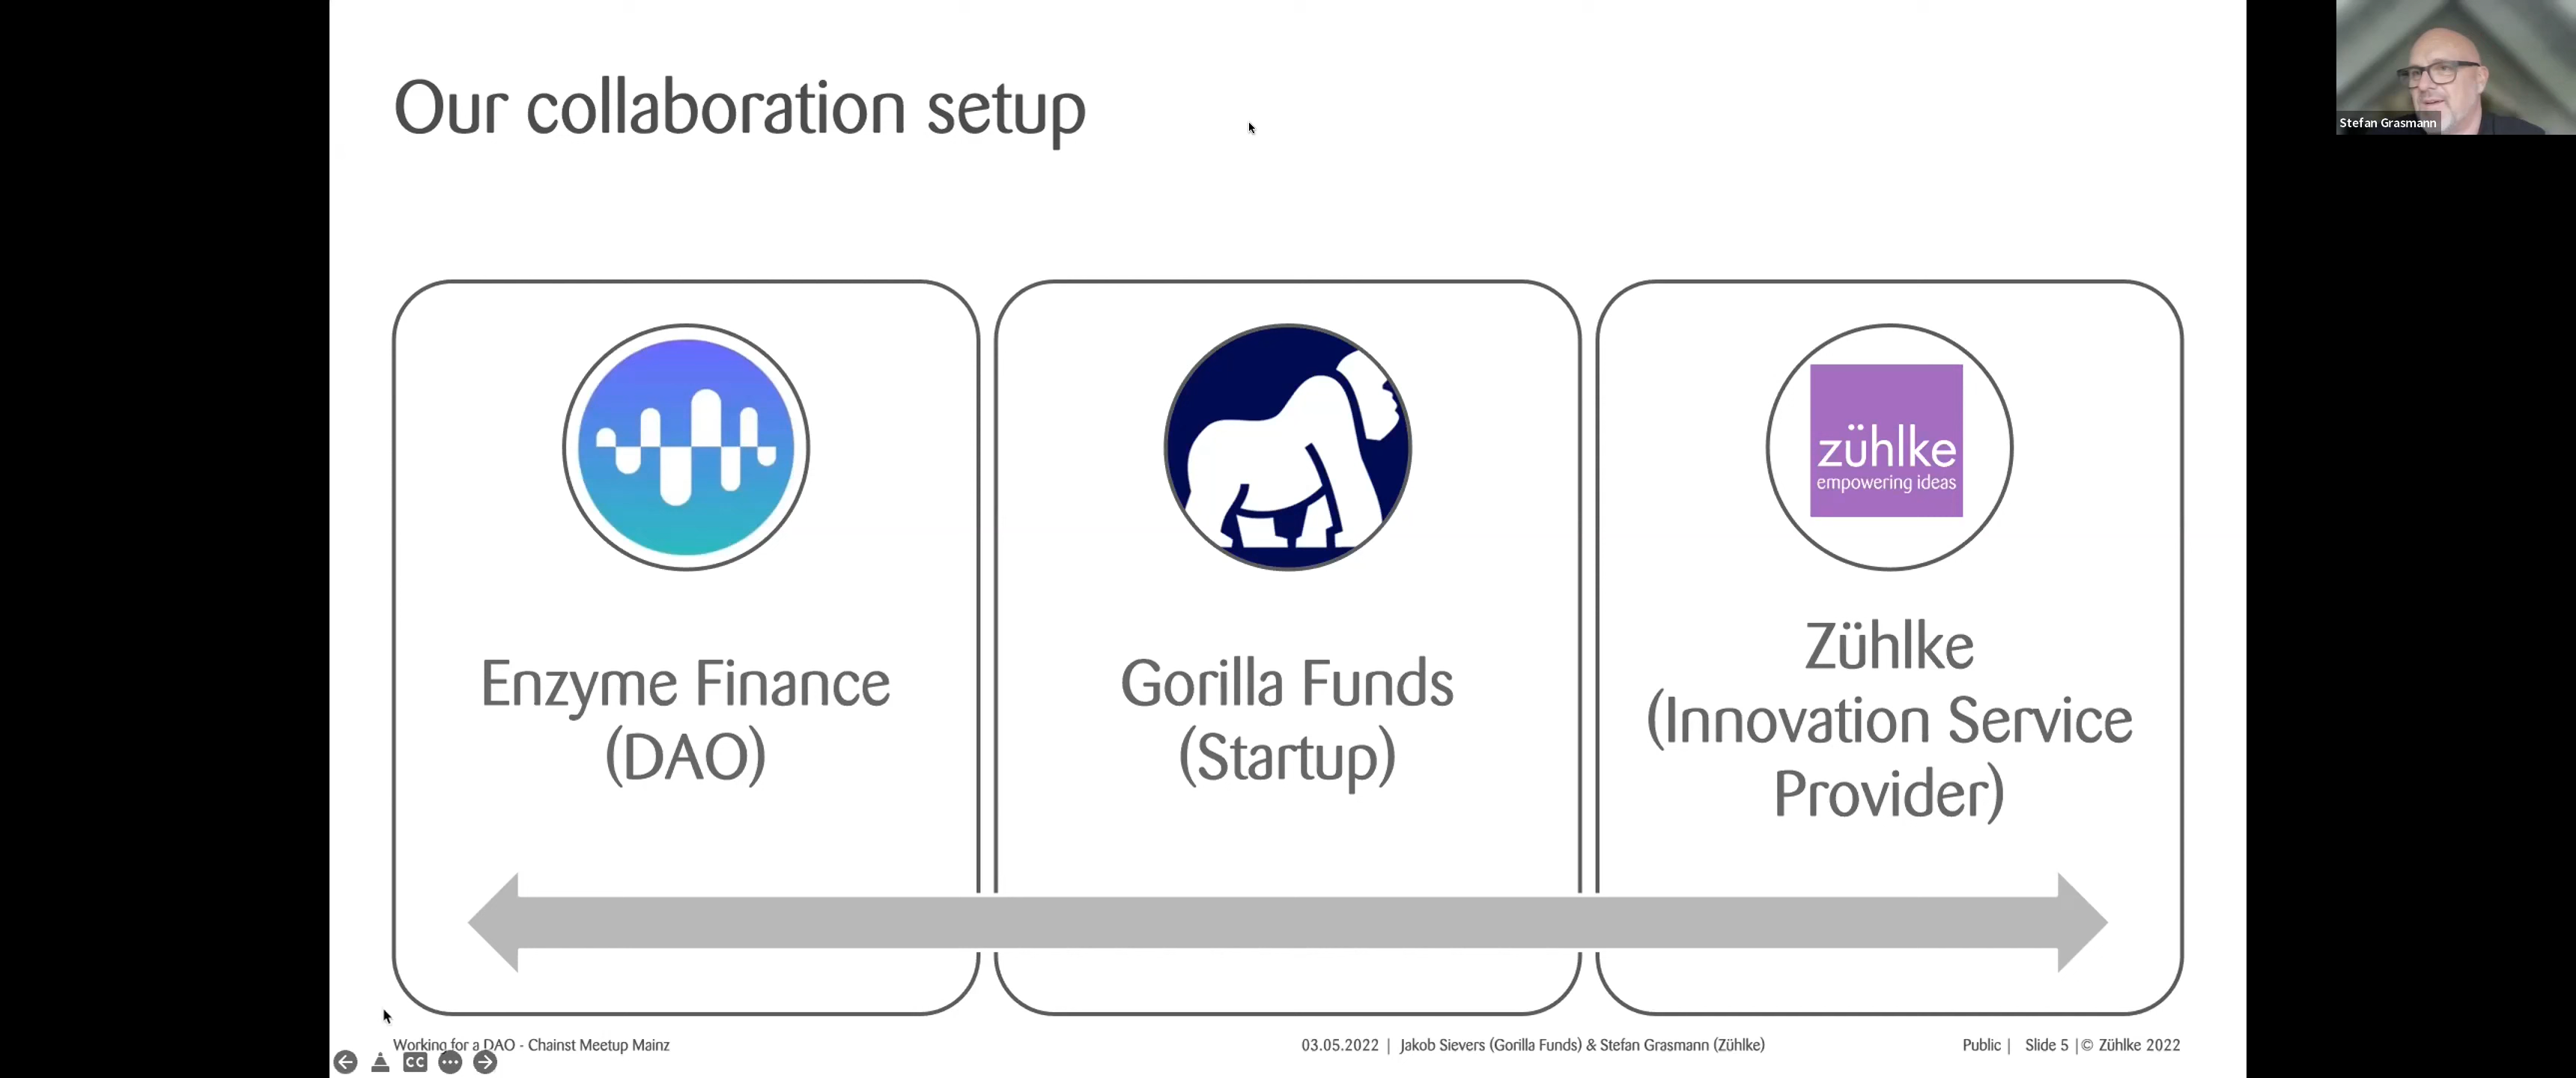 Our collaboration setup
Stefan Grasmann
zühlke
empowering ideas
Enzyme Finance
(DAO)
Gorilla Funds
(Startup)
Zühlke
(Innovation Service
Provider)
Working for a DAO - Chainst Meetup Mainz
03.05.2022 | Jakob Sievers (Gorilla Funds) & Stefan Grasmann (Zühlke)
Public | Slide 5 | © Zühlke 2022
CC